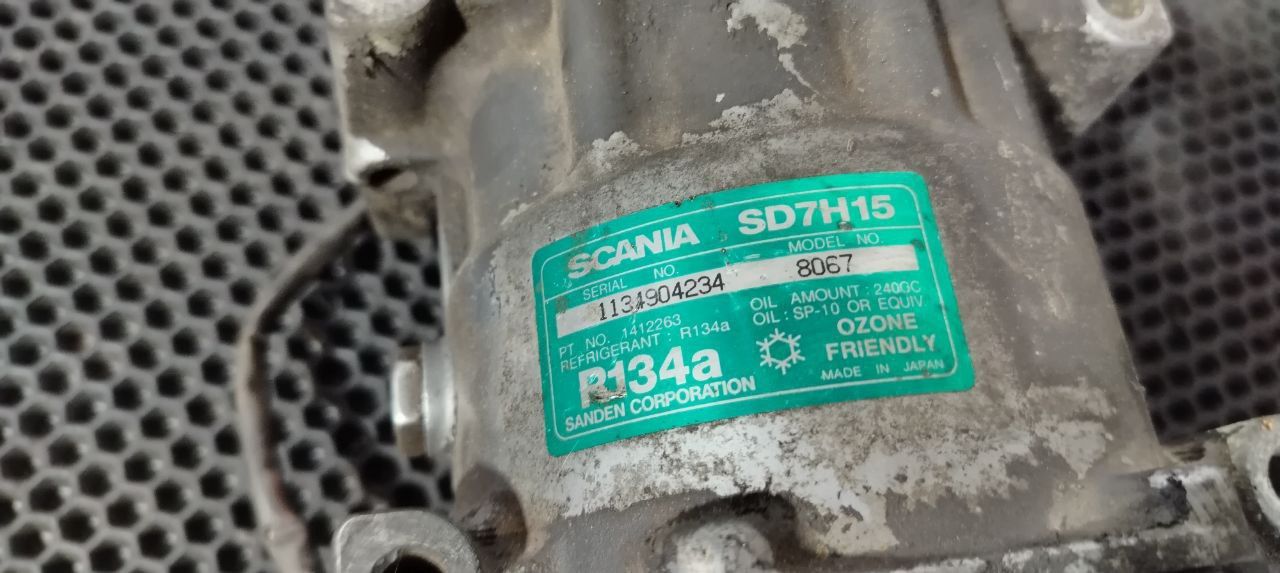 SCANIA SD7H15
SERIAL NO. MODEL NO.
1134904234 8067
PT NO. 1412263 OIL AMOUNT : 240CC
REFRIGERANT : R134a OIL : SP-10 OR EQUIV
R134a OZONE FRIENDLY
SANDEN CORPORATION MADE IN JAPAN